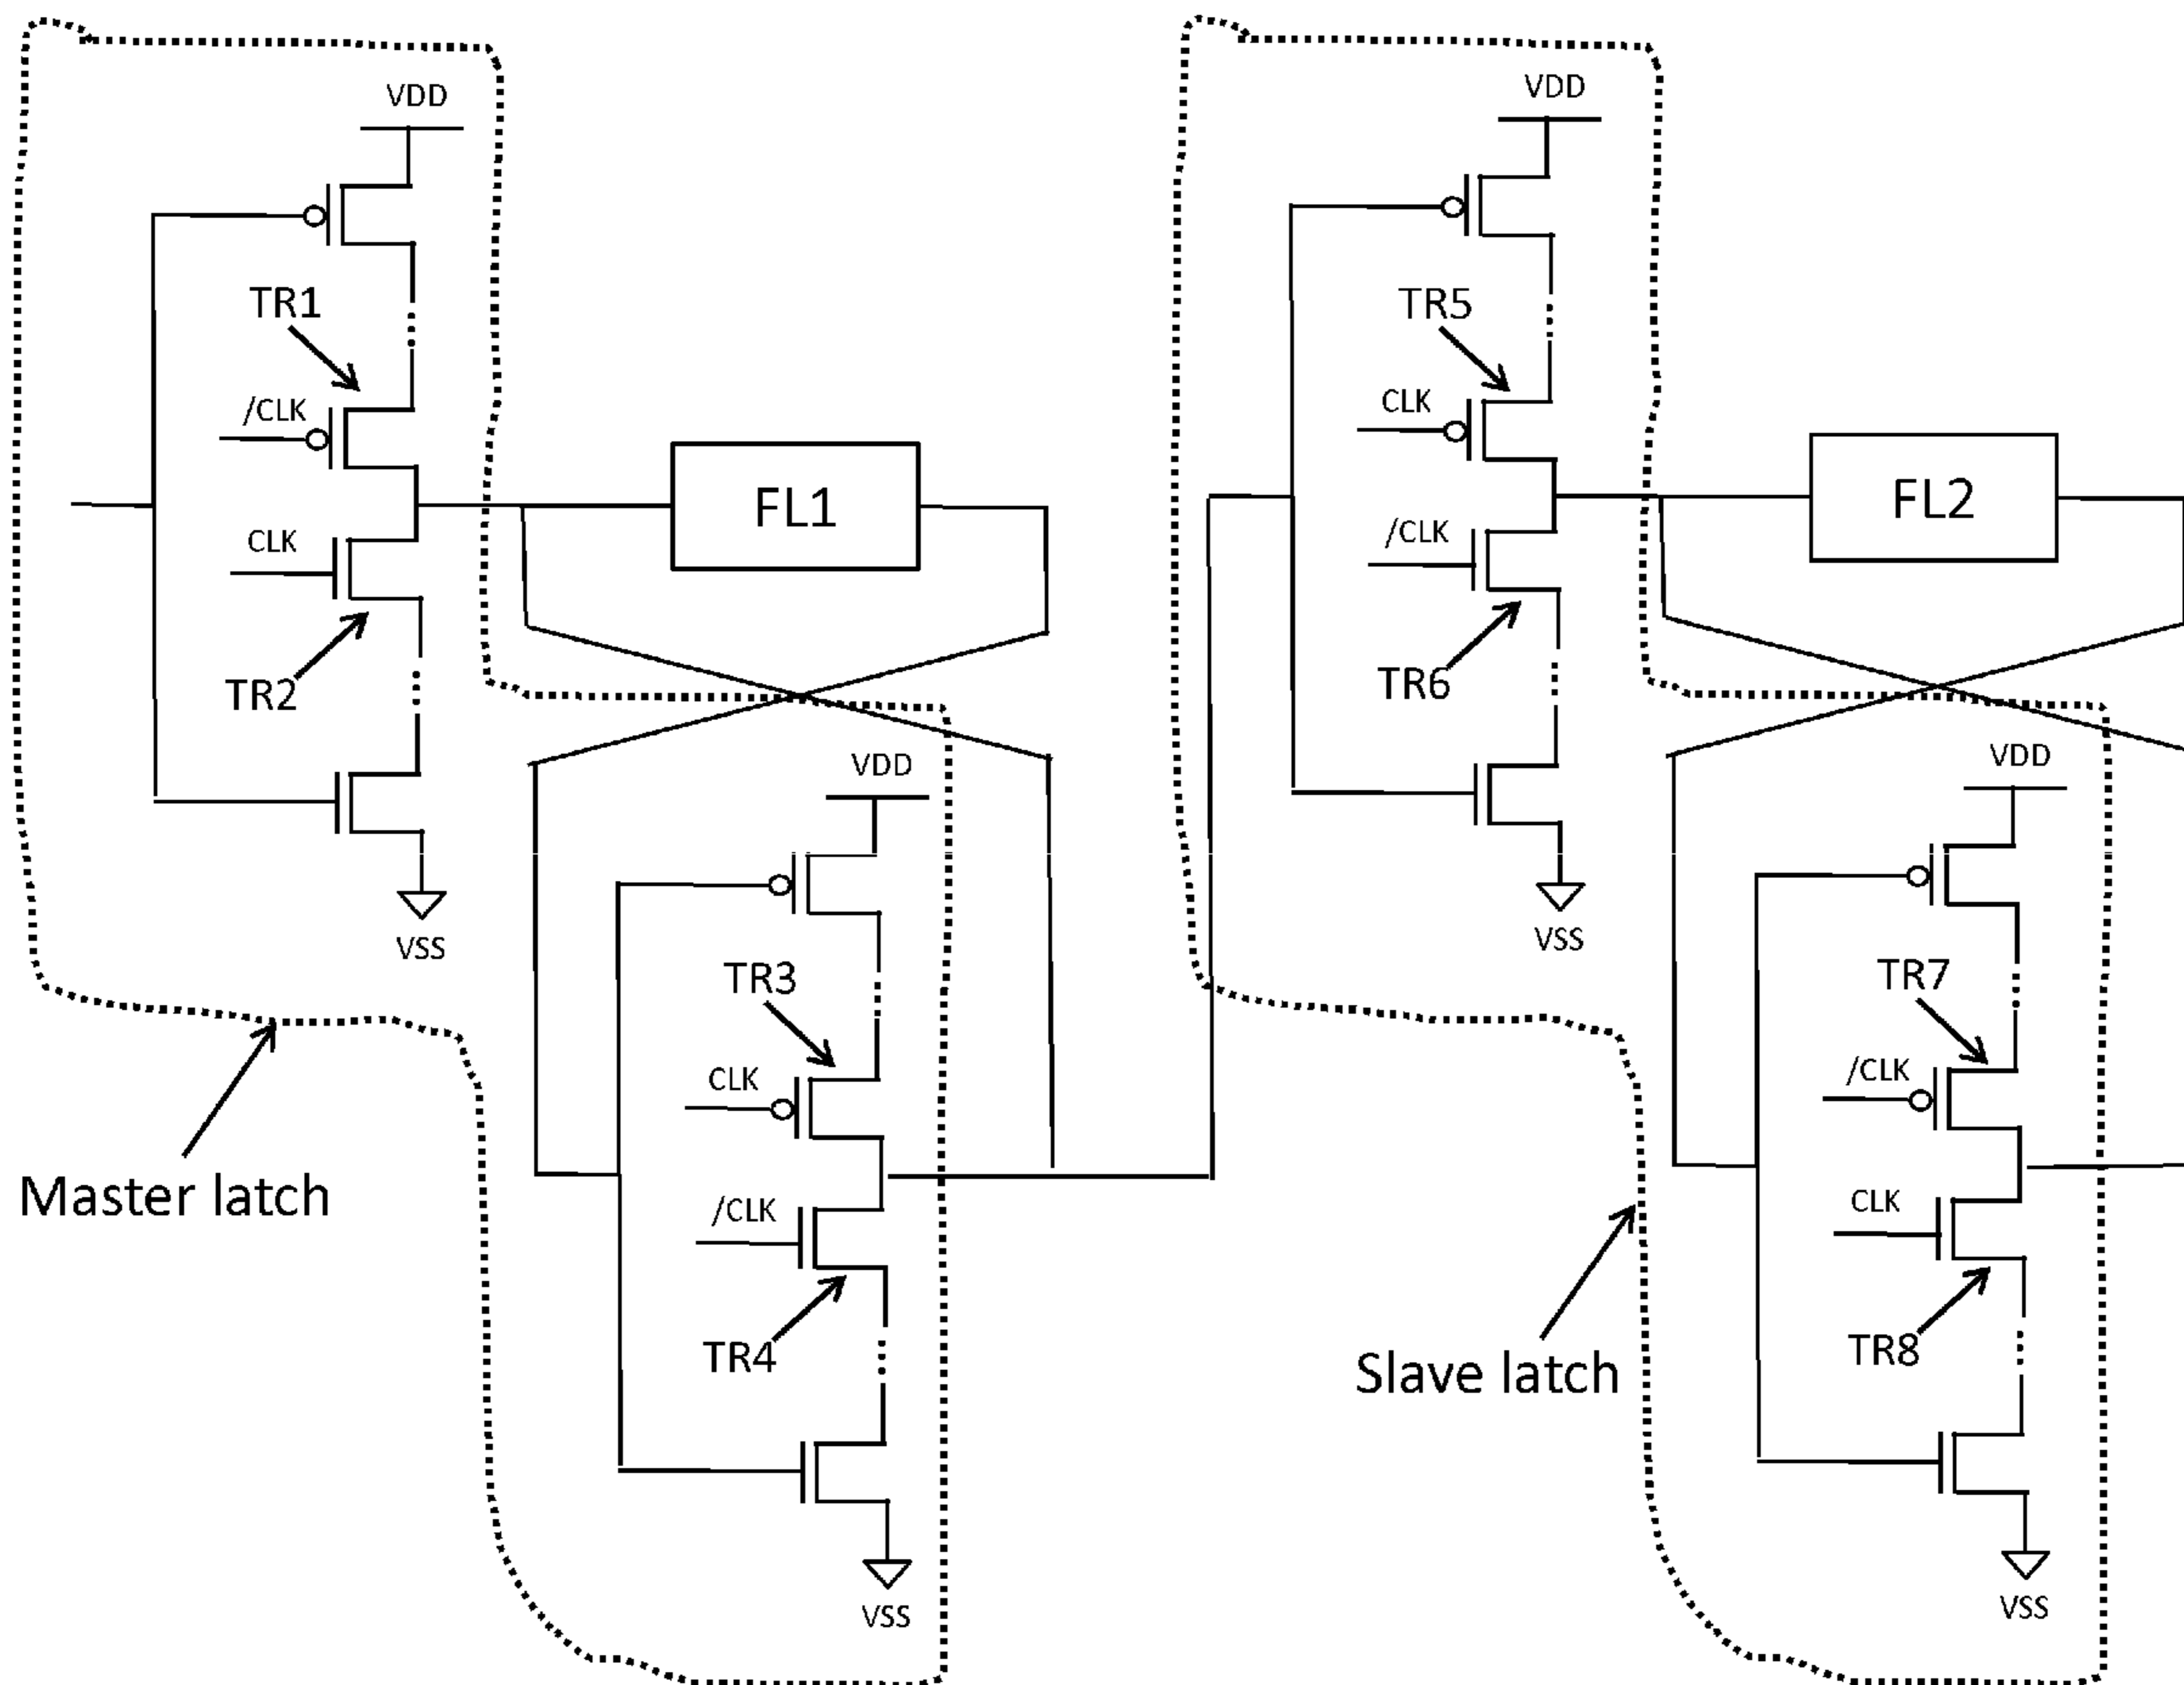 VDD
TR1
/CLK
FL1
CLK
TR2
VSS
VDD
TR3
CLK
/CLK
TR4
VSS
Master latch
VDD
TR5
CLK
FL2
/CLK
TR6
VSS
VDD
TR7
/CLK
CLK
TR8
VSS
Slave latch